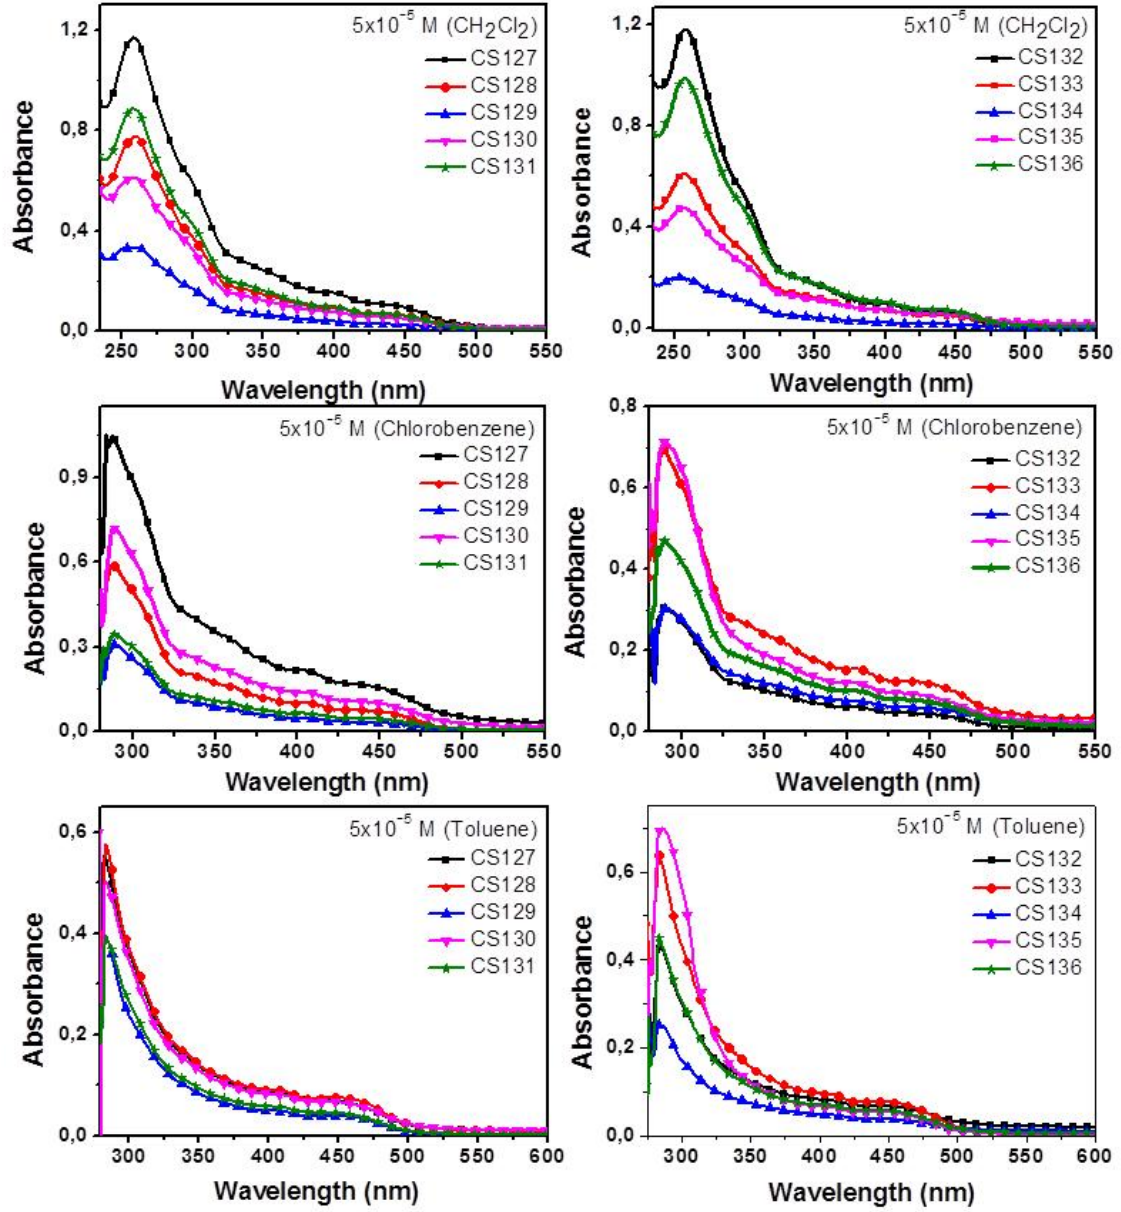 5x10⁻⁵ M (CH₂Cl₂)
CS127
CS128
CS129
CS130
CS131
1,2
0,8
0,4
0,0
Absorbance
250 300 350 400 450 500 550
Wavelength (nm)
5x10⁻⁵ M (CH₂Cl₂)
CS132
CS133
CS134
CS135
CS136
1,2
0,8
0,4
0,0
Absorbance
250 300 350 400 450 500 550
Wavelength (nm)
5x10⁻⁵ M (Chlorobenzene)
CS127
CS128
CS129
CS130
CS131
0,9
0,6
0,3
0,0
Absorbance
300 350 400 450 500 550
Wavelength (nm)
5x10⁻⁵ M (Chlorobenzene)
CS132
CS133
CS134
CS135
CS136
0,8
0,6
0,4
0,2
0,0
Absorbance
300 350 400 450 500 550
Wavelength (nm)
5x10⁻⁵ M (Toluene)
CS127
CS128
CS129
CS130
CS131
0,6
0,4
0,2
0,0
Absorbance
300 350 400 450 500 550 600
Wavelength (nm)
5x10⁻⁵ M (Toluene)
CS132
CS133
CS134
CS135
CS136
0,6
0,4
0,2
0,0
Absorbance
300 350 400 450 500 550 600
Wavelength (nm)